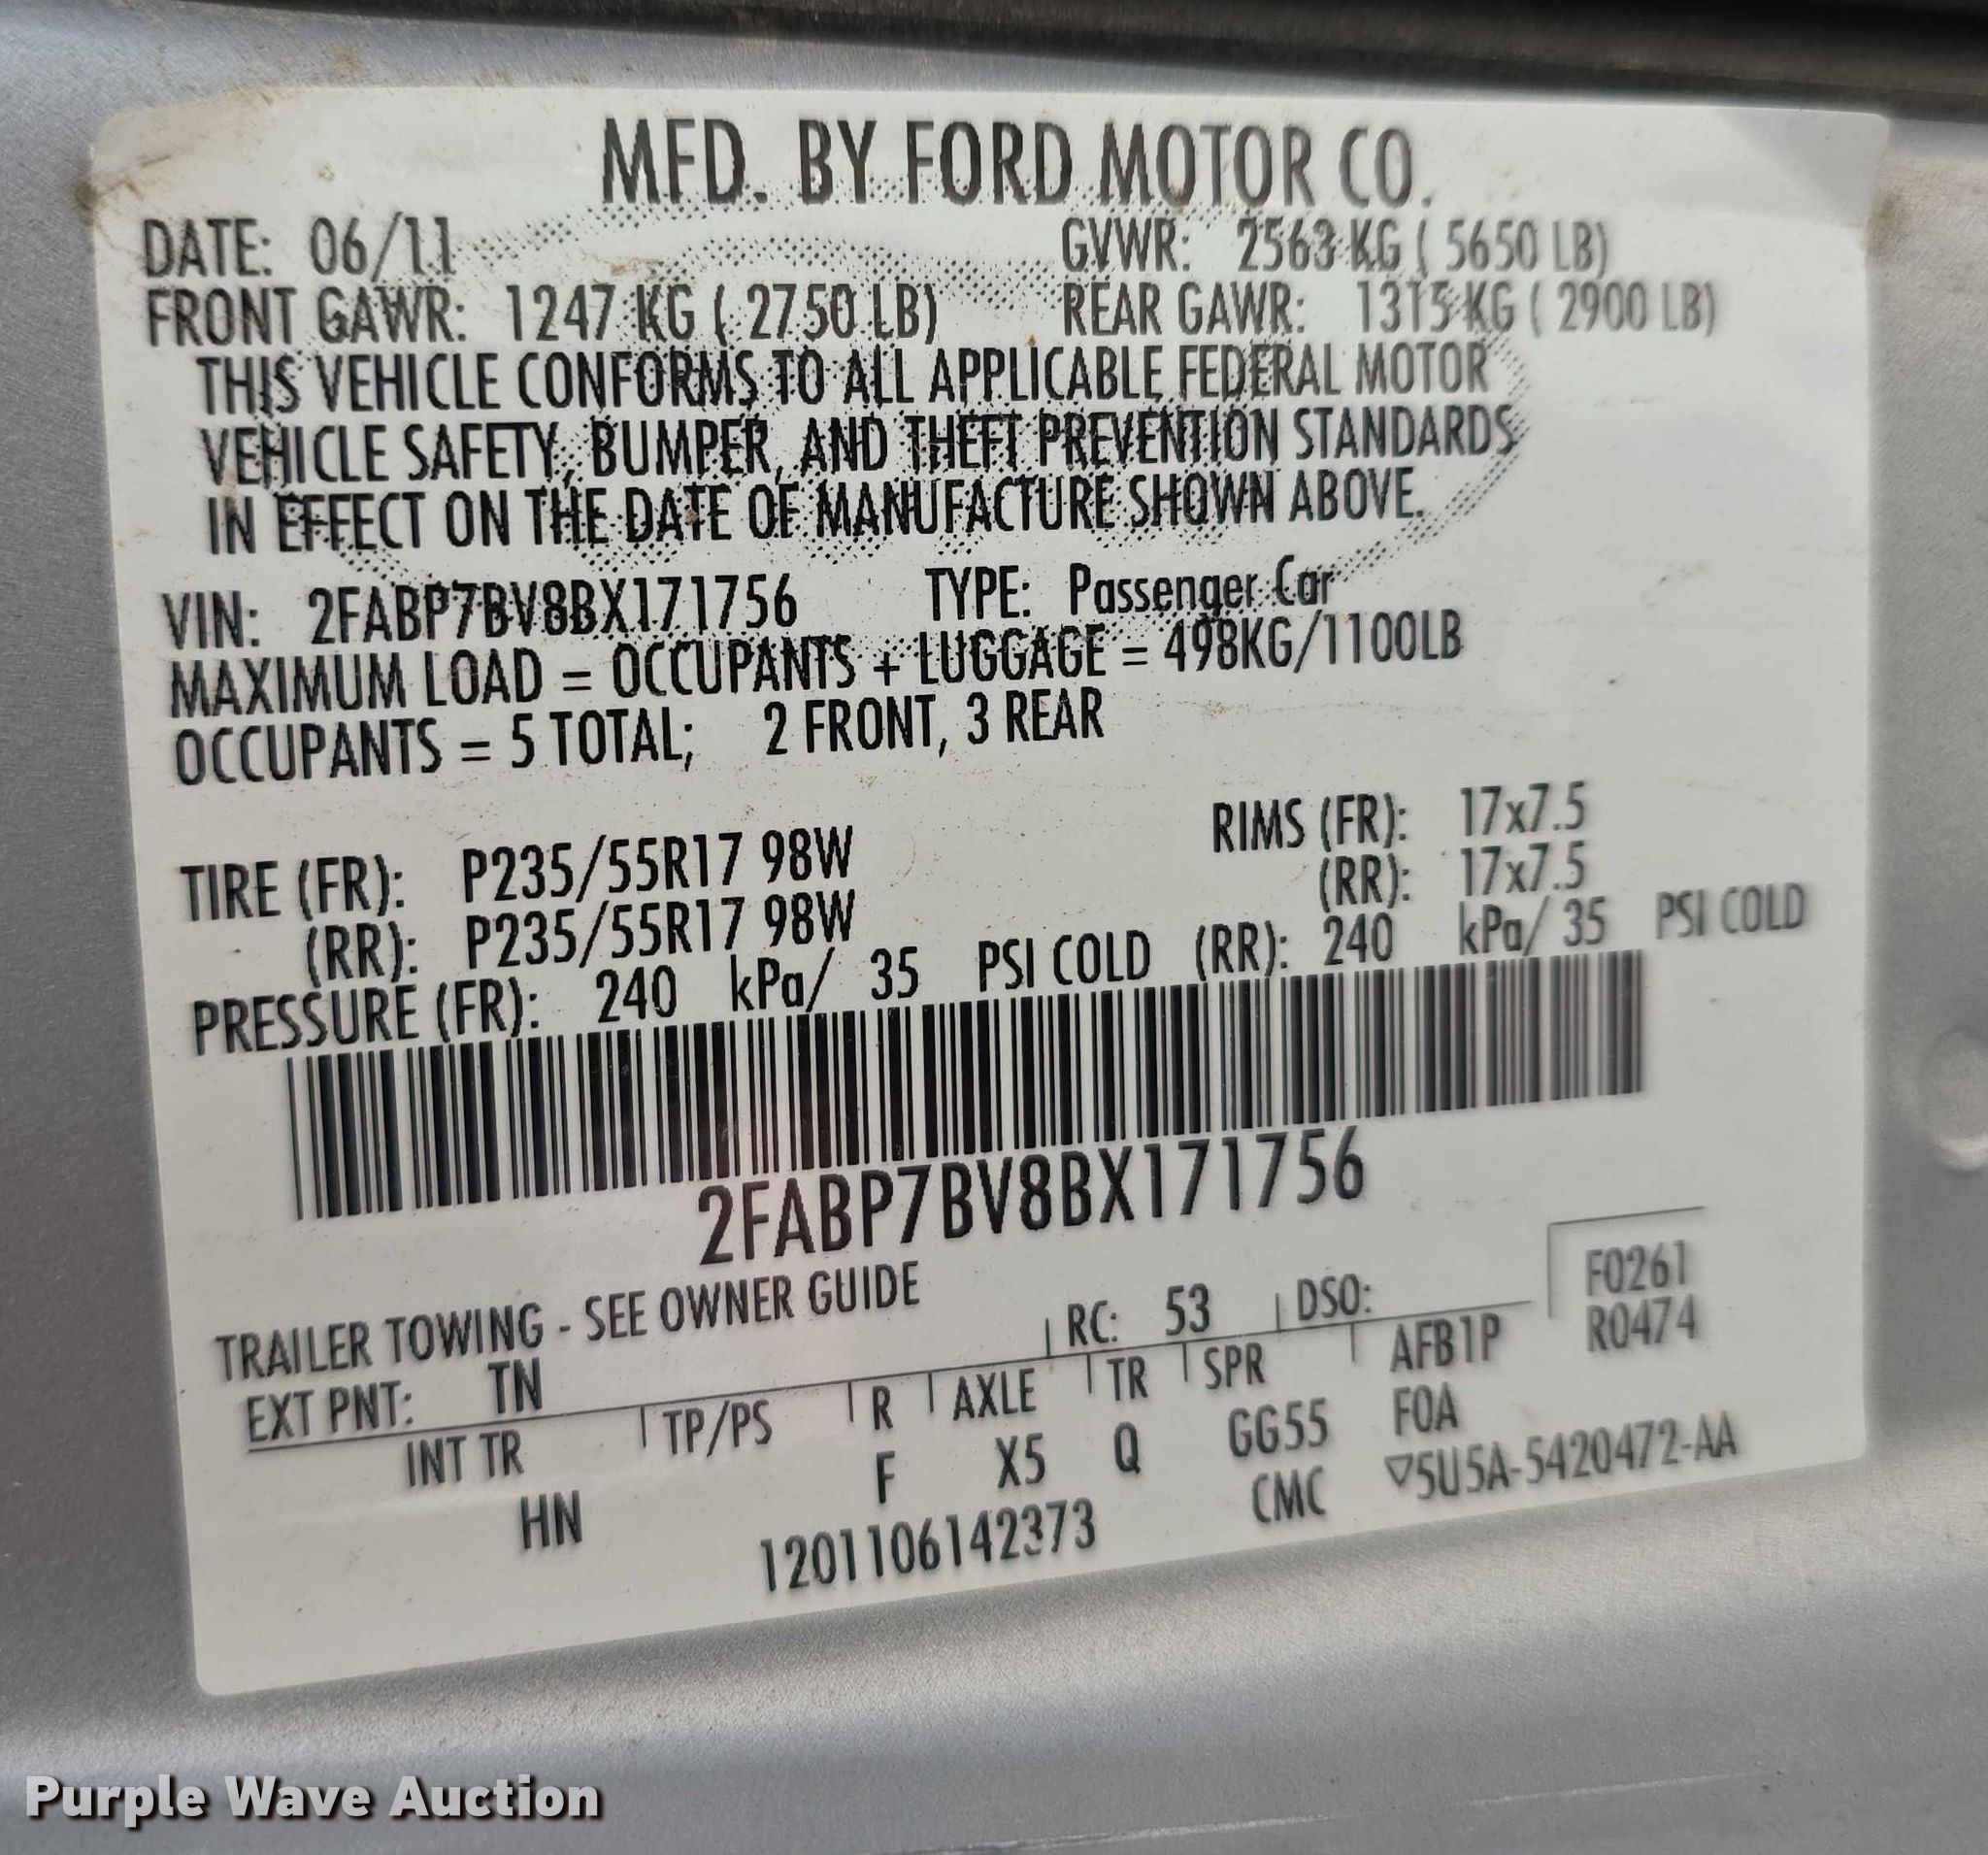 MFD. BY FORD MOTOR CO.
DATE: 06/11 GVWR: 2563 KG ( 5650 LB)
FRONT GAWR: 1247 KG ( 2750 LB) REAR GAWR: 1315 KG ( 2900 LB)
THIS VEHICLE CONFORMS TO ALL APPLICABLE FEDERAL MOTOR
VEHICLE SAFETY, BUMPER, AND THEFT PREVENTION STANDARDS
IN EFFECT ON THE DATE OF MANUFACTURE SHOWN ABOVE.
VIN: 2FABP7BV8BX171756 TYPE: Passenger Car
MAXIMUM LOAD = OCCUPANTS + LUGGAGE = 498KG/1100LB
OCCUPANTS = 5 TOTAL; 2 FRONT, 3 REAR
TIRE (FR): P235/55R17 98W RIMS (FR): 17x7.5
(RR): P235/55R17 98W (RR): 17x7.5
PRESSURE (FR): 240 kPa/ 35 PSI COLD (RR): 240 kPa/ 35 PSI COLD
2FABP7BV8BX171756
TRAILER TOWING - SEE OWNER GUIDE
EXT PNT: TN RC: 53 DSO: F0261
R0474
INT TR TP/PS R AXLE TR SPR AFB1P
HN F X5 Q GG55 FOA
1201106142373 CMC ▽5U5A-5420472-AA
Purple Wave Auction